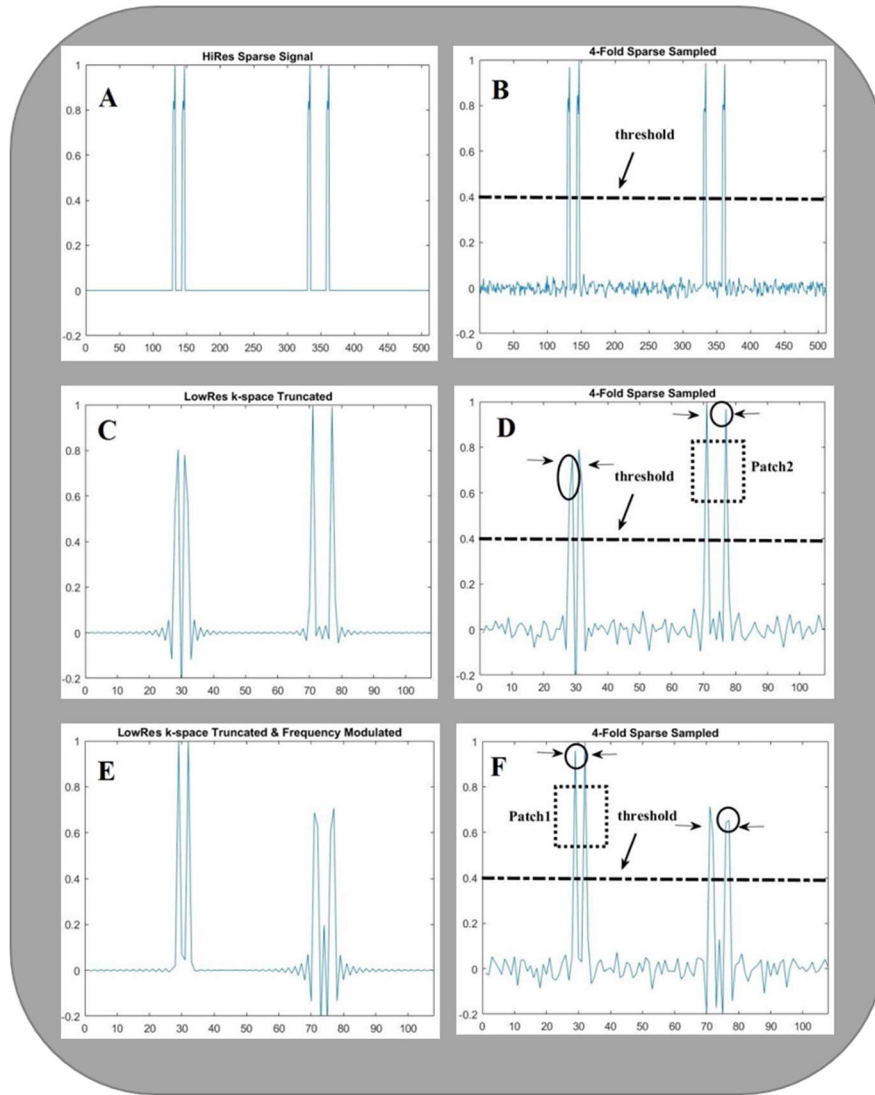 HiRes Sparse Signal
A
1
0.8
0.6
0.4
0.2
0
-0.2
0 50 100 150 200 250 300 350 400 450 500
4-Fold Sparse Sampled
B
threshold
1
0.8
0.6
0.4
0.2
0
-0.2
0 50 100 150 200 250 300 350 400 450 500
LowRes k-space Truncated
C
1
0.8
0.6
0.4
0.2
0
-0.2
0 10 20 30 40 50 60 70 80 90 100
4-Fold Sparse Sampled
D
Patch2
threshold
1
0.8
0.6
0.4
0.2
0
-0.2
0 10 20 30 40 50 60 70 80 90 100
LowRes k-space Truncated & Frequency Modulated
E
1
0.8
0.6
0.4
0.2
0
-0.2
0 10 20 30 40 50 60 70 80 90 100
4-Fold Sparse Sampled
F
Patch1
threshold
1
0.8
0.6
0.4
0.2
0
-0.2
0 10 20 30 40 50 60 70 80 90 100